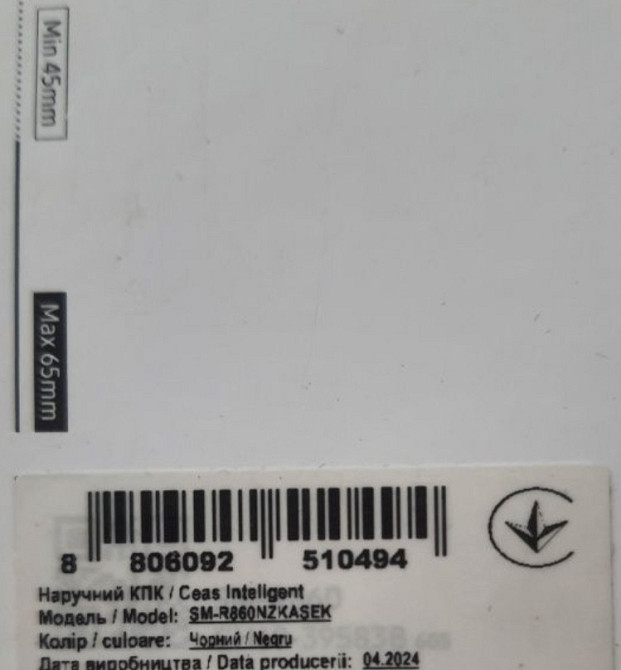 Min 45mm
Max 65mm
8 806092 510494
Наручний КПК / Ceas Inteligent
Модель / Model: SM-R860NZKASEK
Колір / culoare: Чорний / Negru
Дата виробництва / Data producerii: 04.2024